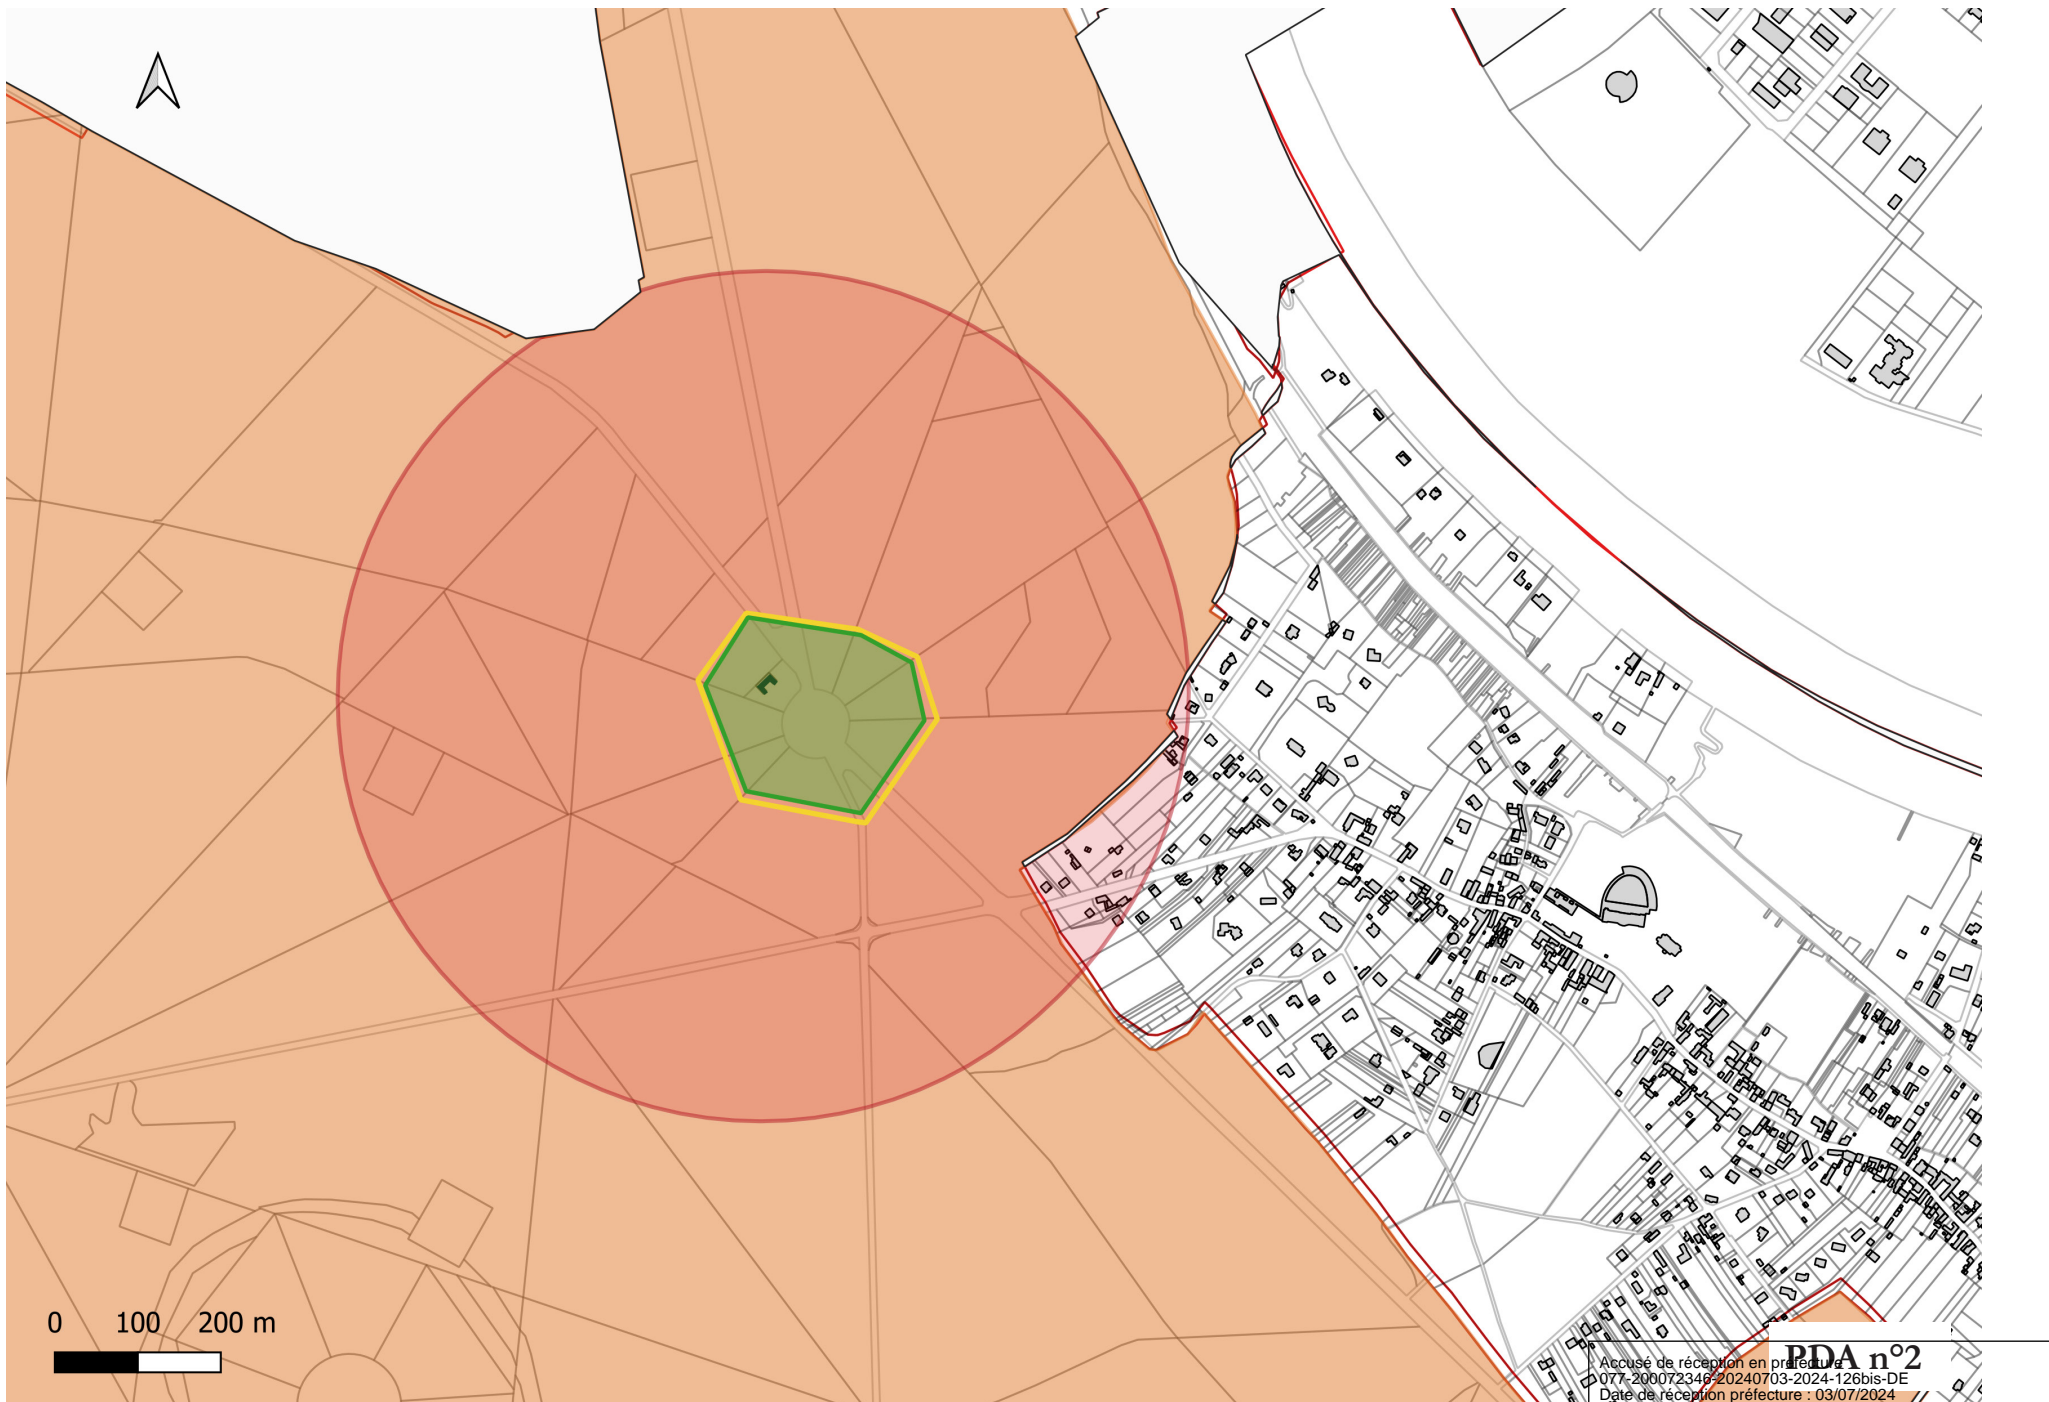 0 100 200 m
PDA n°2
Accusé de réception en préfecture
077-200072346-20240703-2024-126bis-DE
Date de réception préfecture : 03/07/2024